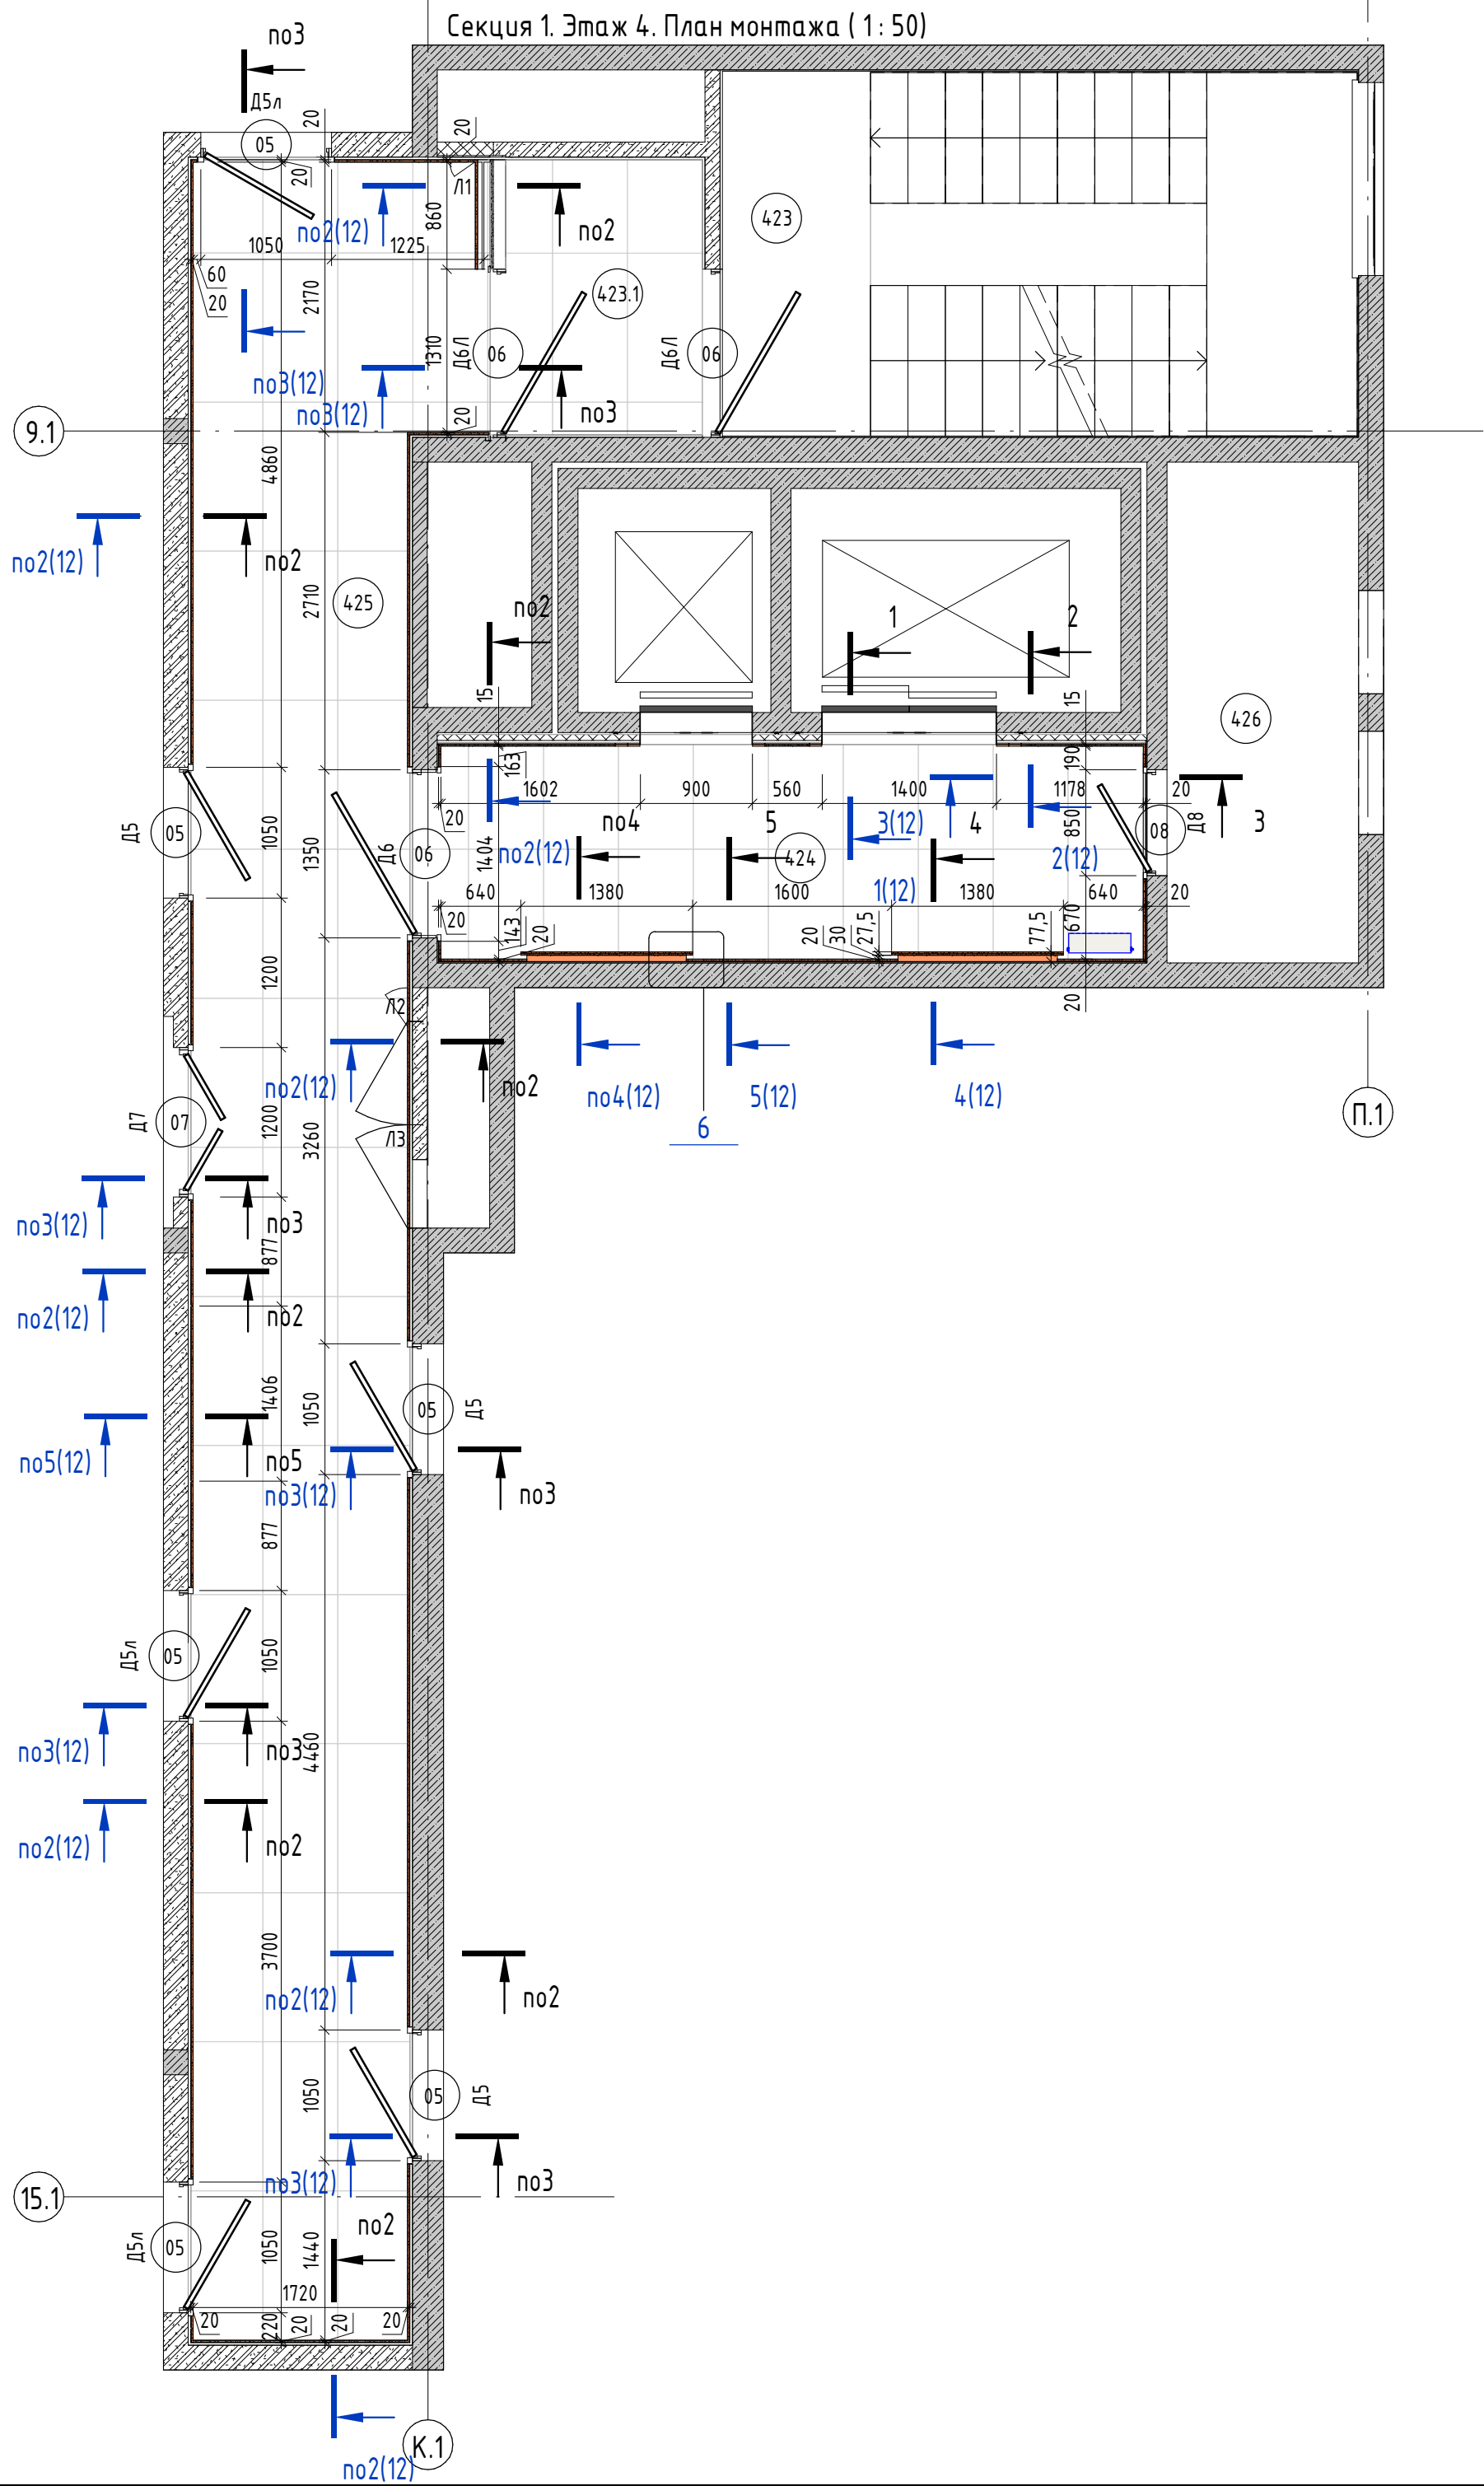 Секция 1. Этаж 4. План монтажа ( 1 : 50)
по3
Д5л
05
20
20
20
Л1
860
по2(12)
по2
423
1050
1225
60
20
2170
423.1
1310
Д6Л
06
Д6Л
06
по3(12)
по3(12)
по3
20
9.1
4860
по2(12)
по2
2710
425
по2
1
2
15
15
426
163
190
1602
900
560
1400
1178
20
20
Д5
05
1050
1350
Д6
06
1404
по2(12)
по4
5
424
3(12)
4
850
2(12)
08
Д8
3
1(12)
640
1380
1600
1380
640
20
20
143
20
20
30
27,5
77,5
670
20
1200
Л2
по2(12)
по2
по4(12)
5(12)
4(12)
6
П.1
Д7
07
1200
3260
Л3
по3(12)
по3
877
по2(12)
по2
1406
1050
05
Д5
по5(12)
по5
по3(12)
по3
877
Д5л
05
1050
по3(12)
по3
4460
по2(12)
по2
3700
по2(12)
по2
1050
05
Д5
по3(12)
по3
15.1
по2
Д5л
05
1050
1440
1720
20
220
20
20
20
К.1
по2(12)